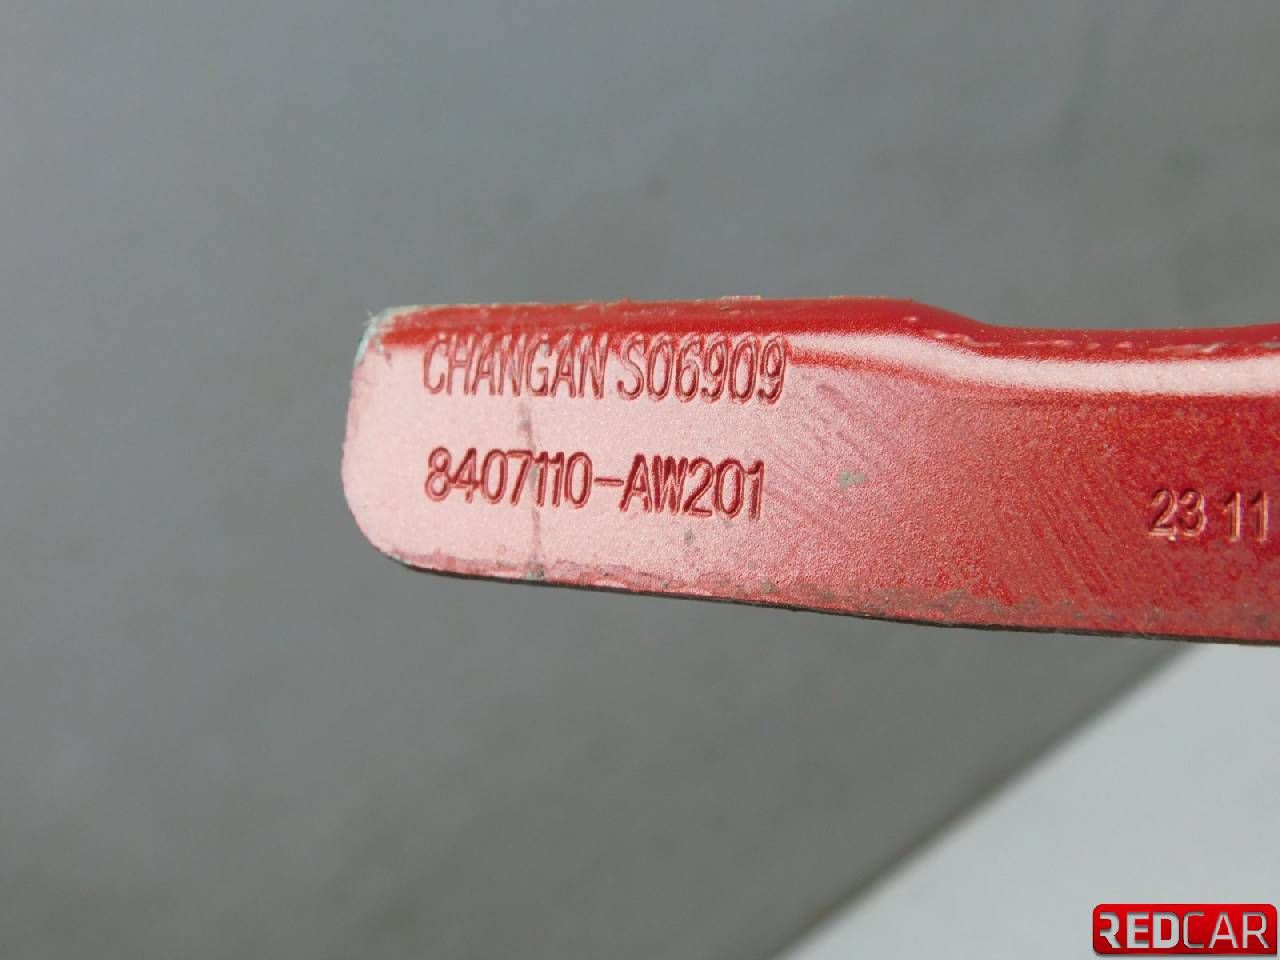 CHANGAN S06909
8407110-AW201
23 11
REDCAR